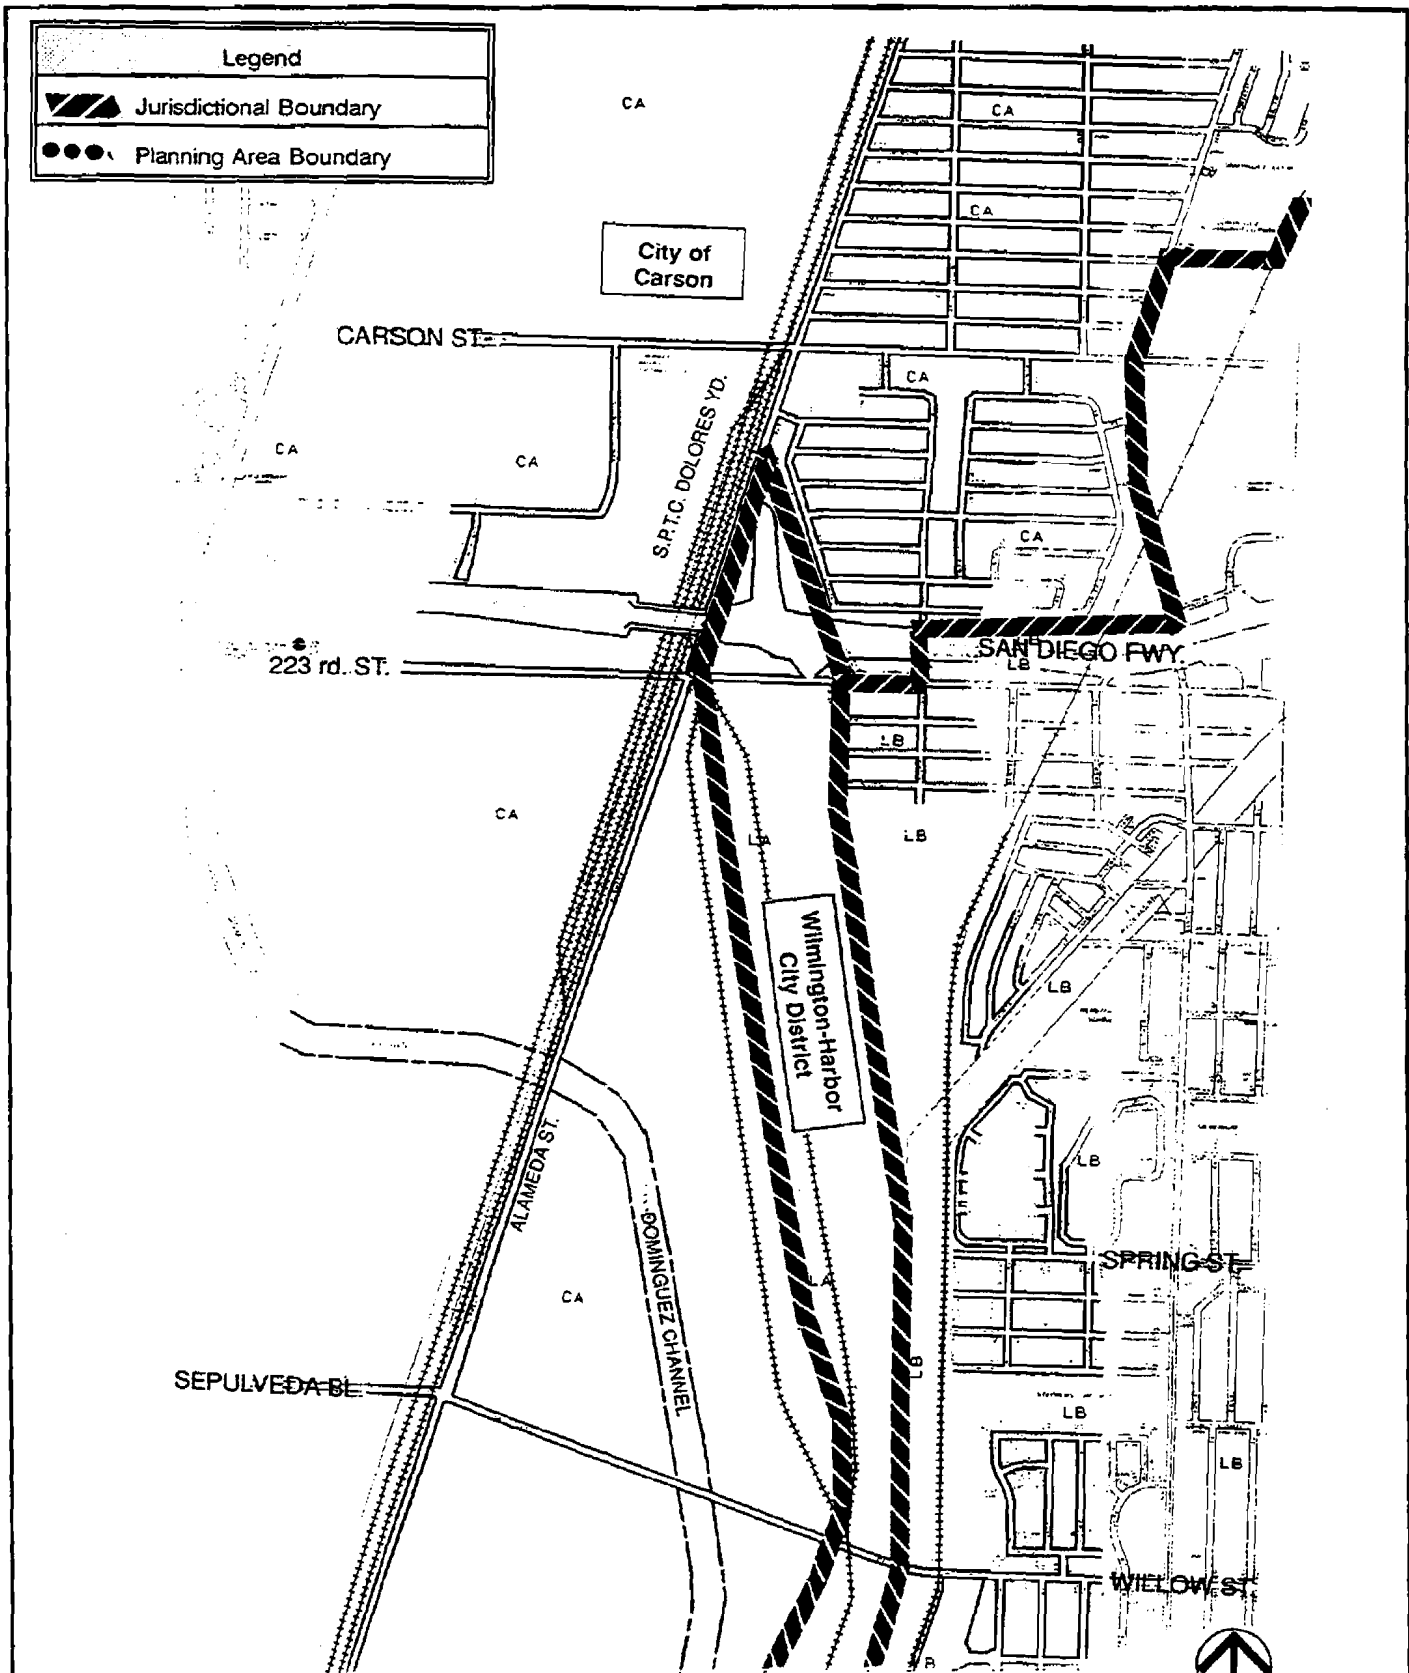 Legend
Jurisdictional Boundary
Planning Area Boundary
CA
CA
CA
City of
Carson
CARSON ST.
CA
S.P.T.C. DOLORES YD.
CA
CA
CA
SAN DIEGO FWY
LB
223 rd. ST.
LB
CA
LA
LB
Wilmington-Harbor
City District
LB
ALAMEDA ST.
LB
DOMINGUEZ CHANNEL
SPRING ST.
LA
CA
LB
SEPULVEDA BL.
LB
LB
WILLOW ST.
B